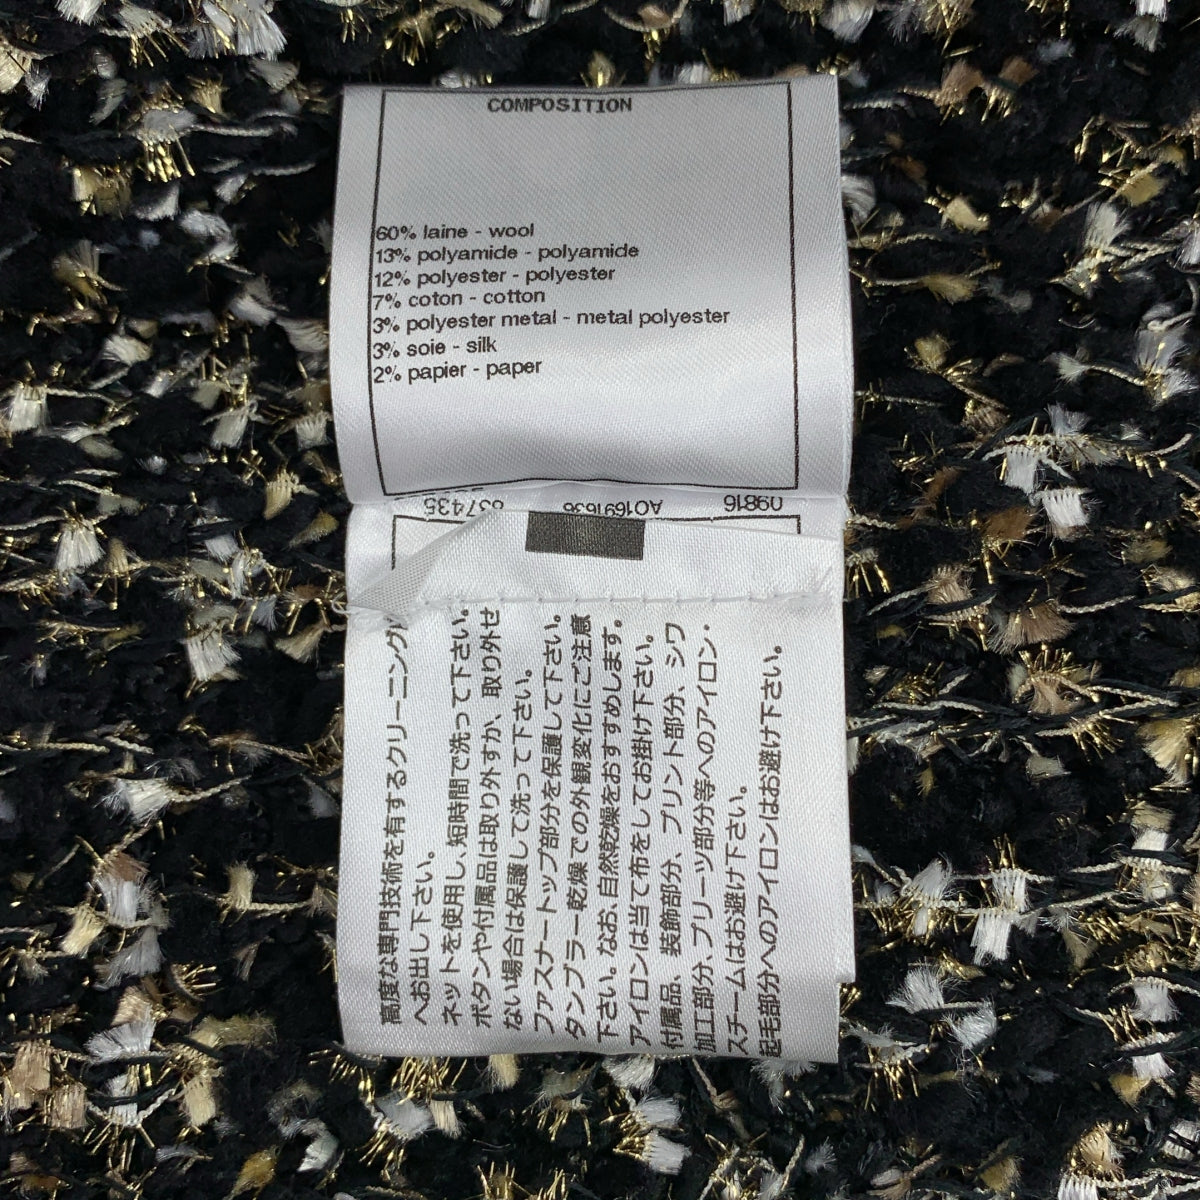 COMPOSITION
60% laine - wool
13% polyamide - polyamide
12% polyester - polyester
7% coton - cotton
3% polyester metal - metal polyester
3% soie - silk
2% papier - paper
09816 AO1691636 637435
高度な専門技術を有するクリーニング
へお出し下さい。
ネットを使用し、短時間で洗って下さい。
ボタンや付属品は取り外すか、取り外せ
ない場合は保護して洗って下さい。
ファスナートップ部分を保護して下さい。
タンブラー乾燥での外観変化にご注意
下さい。なお、自然乾燥をおすすめします。
アイロンは当て布をしてお掛け下さい。
付属品、装飾部分、プリント部分、シワ
加工部分、プリーツ部分等へのアイロン・
スチームはお避け下さい。
起毛部分へのアイロンはお避け下さい。